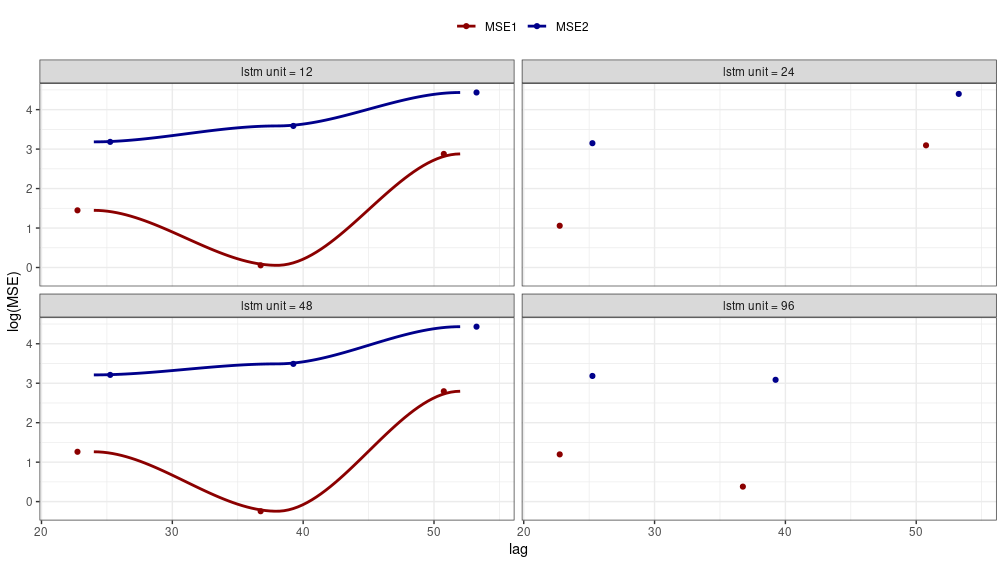 MSE1 MSE2
lstm unit = 12 lstm unit = 24
4
3
2
1
0
lstm unit = 48 lstm unit = 96
4
3
2
1
0
log(MSE)
20 30 40 50 20 30 40 50
lag